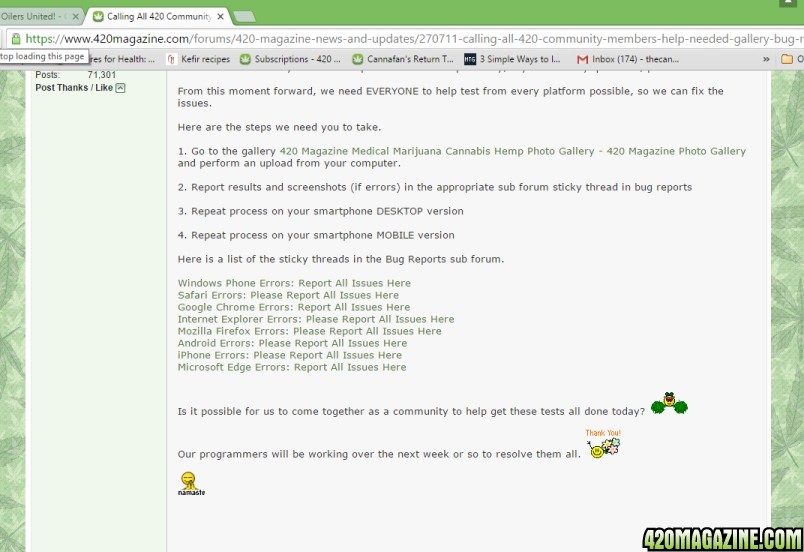 Oilers United! -
Calling All 420 Community
https://www.420magazine.com/forums/420-magazine-news-and-updates/270711-calling-all-420-community-members-help-needed-gallery-bug-r
top loading this page
res for Health: ...
Kefir recipes
Subscriptions - 420 ...
Cannafan's Return T...
HTG
3 Simple Ways to I...
Inbox (174) - thecan...
»
Posts: 71,301
Post Thanks / Like
From this moment forward, we need EVERYONE to help test from every platform possible, so we can fix the
issues.
Here are the steps we need you to take.
1. Go to the gallery 420 Magazine Medical Marijuana Cannabis Hemp Photo Gallery - 420 Magazine Photo Gallery
and perform an upload from your computer.
2. Report results and screenshots (if errors) in the appropriate sub forum sticky thread in bug reports
3. Repeat process on your smartphone DESKTOP version
4. Repeat process on your smartphone MOBILE version
Here is a list of the sticky threads in the Bug Reports sub forum.
Windows Phone Errors: Report All Issues Here
Safari Errors: Please Report All Issues Here
Google Chrome Errors: Report All Issues Here
Internet Explorer Errors: Please Report All Issues Here
Mozilla Firefox Errors: Please Report All Issues Here
Android Errors: Please Report All Issues Here
iPhone Errors: Please Report All Issues Here
Microsoft Edge Errors: Report All Issues Here
Is it possible for us to come together as a community to help get these tests all done today?
Thank You!
Our programmers will be working over the next week or so to resolve them all.
namaste
420MAGAZINE.COM